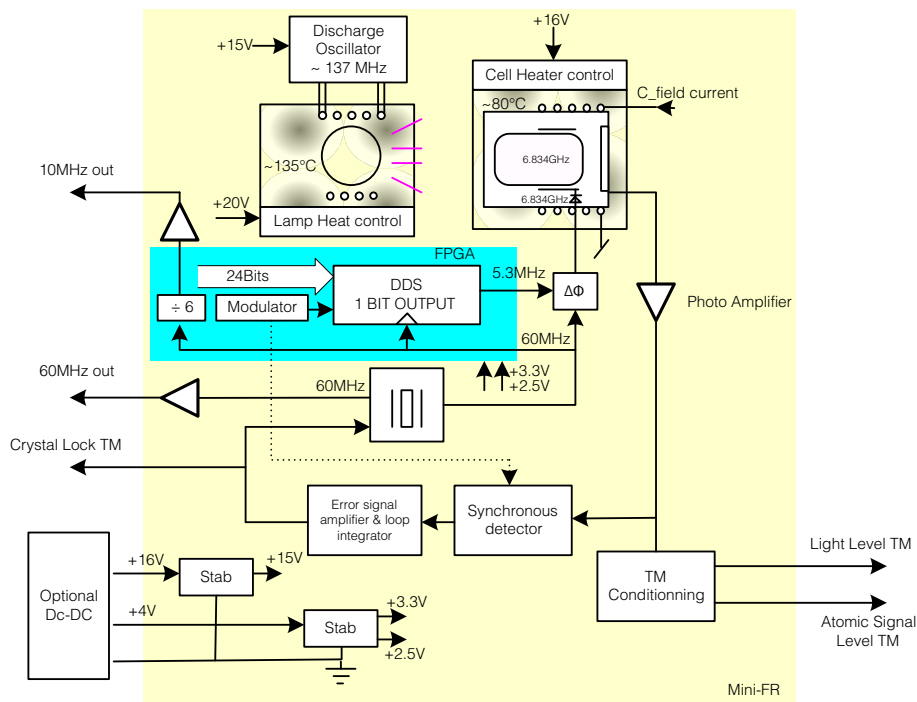 Discharge
Oscillator
~ 137 MHz
+15V
+16V
Cell Heater control
~80°C
C_field current
6.834GHz
6.834GHz
~135°C
+20V
Lamp Heat control
10MHz out
FPGA
24Bits
DDS
1 BIT OUTPUT
5.3MHz
ΔΦ
÷ 6
Modulator
60MHz
Photo Amplifier
+3.3V
+2.5V
60MHz out
60MHz
Crystal Lock TM
Error signal
amplifier & loop
integrator
Synchronous
detector
TM
Conditionning
Light Level TM
Atomic Signal
Level TM
Optional
Dc-DC
+16V
Stab
+15V
+4V
Stab
+3.3V
+2.5V
Mini-FR